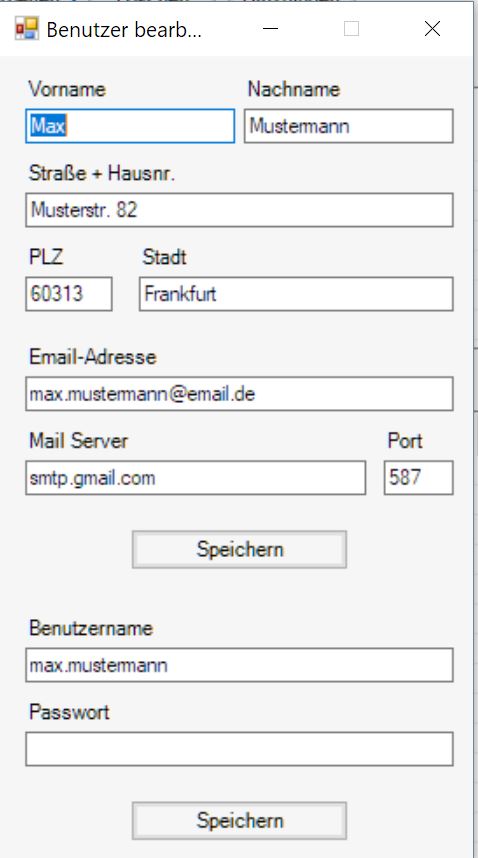 Benutzer bearb...
Vorname Nachname
Max Mustermann
Straße + Hausnr.
Musterstr. 82
PLZ Stadt
60313 Frankfurt
Email-Adresse
max.mustermann@email.de
Mail Server Port
smtp.gmail.com 587
Speichern
Benutzername
max.mustermann
Passwort
Speichern